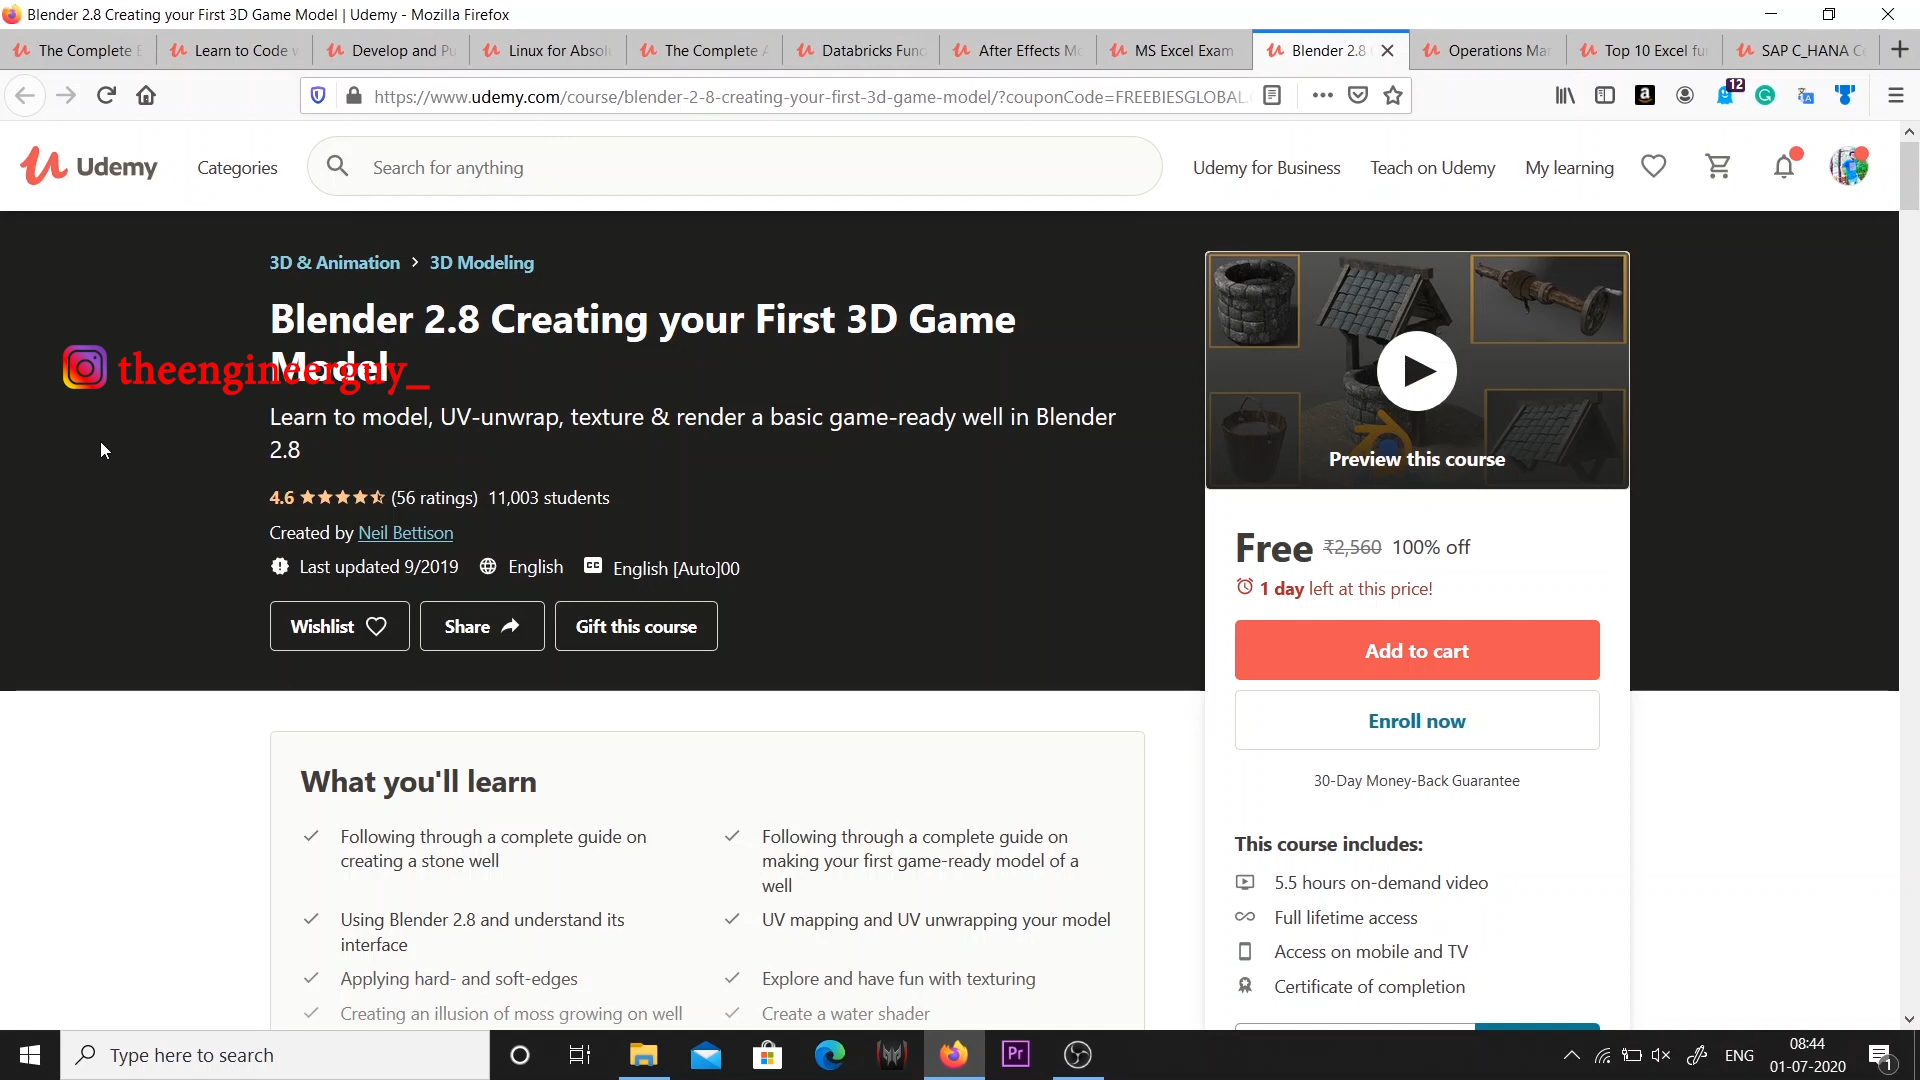 Blender 2.8 Creating your First 3D Game Model | Udemy - Mozilla Firefox
The Complete
Learn to Code
Develop and Pu
Linux for Absol
The Complete
Databricks Fund
After Effects Mo
MS Excel Exam
Blender 2.8
Operations Ma
Top 10 Excel fu
SAP C_HANA C
https://www.udemy.com/course/blender-2-8-creating-your-first-3d-game-model/?couponCode=FREEBIESGLOBAL.
12
Udemy
Categories
Search for anything
Udemy for Business
Teach on Udemy
My learning
3D & Animation > 3D Modeling
Blender 2.8 Creating your First 3D Game
Model
theengineerguy_
Learn to model, UV-unwrap, texture & render a basic game-ready well in Blender
2.8
4.6 (56 ratings) 11,003 students
Created by Neil Bettison
Last updated 9/2019 English CC English [Auto]00
Wishlist
Share
Gift this course
Preview this course
Free ₹2,560 100% off
1 day left at this price!
Add to cart
Enroll now
30-Day Money-Back Guarantee
This course includes:
5.5 hours on-demand video
Full lifetime access
Access on mobile and TV
Certificate of completion
What you'll learn
Following through a complete guide on
creating a stone well
Following through a complete guide on
making your first game-ready model of a
well
Using Blender 2.8 and understand its
interface
UV mapping and UV unwrapping your model
Applying hard- and soft-edges
Explore and have fun with texturing
Creating an illusion of moss growing on well
Create a water shader
Type here to search
Pr
ENG
08:44
01-07-2020
1